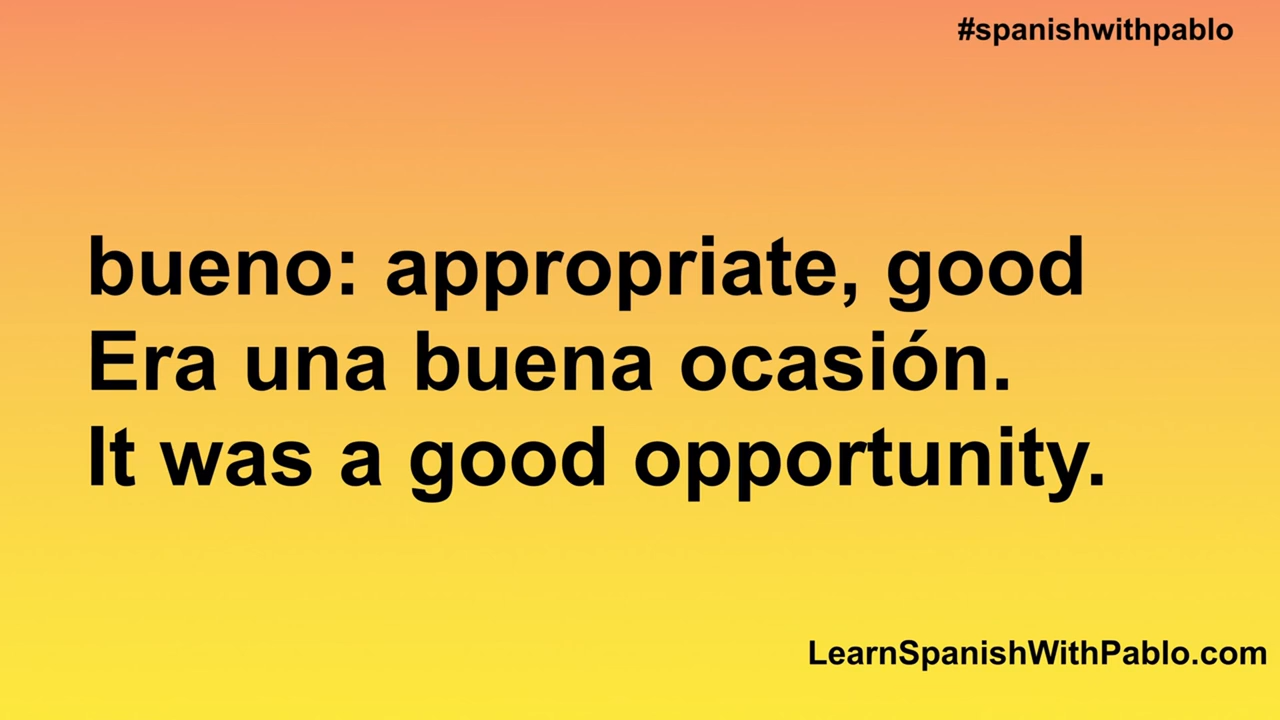 #spanishwithpablo
bueno: appropriate, good
Era una buena ocasión.
It was a good opportunity.
LearnSpanishWithPablo.com